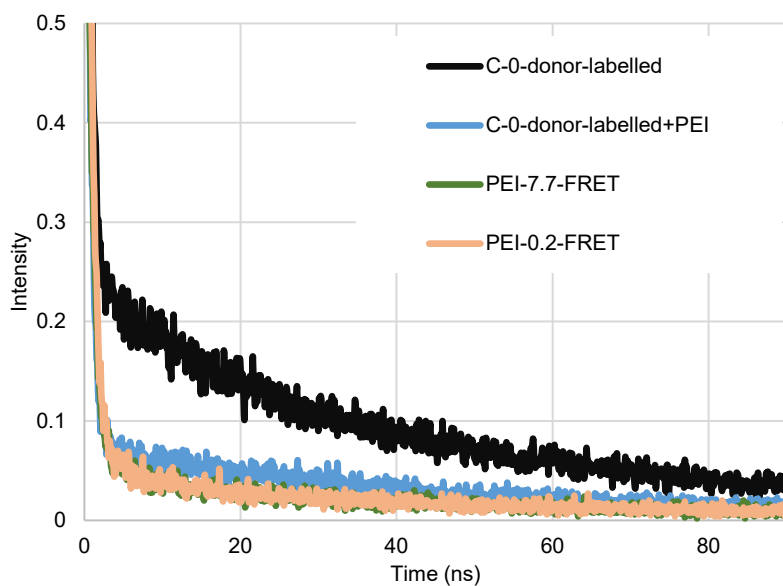 0.5
C-0-donor-labelled
0.4
C-0-donor-labelled+PEI
PEI-7.7-FRET
0.3
PEI-0.2-FRET
Intensity
0.2
0.1
0
0 20 40 60 80
Time (ns)